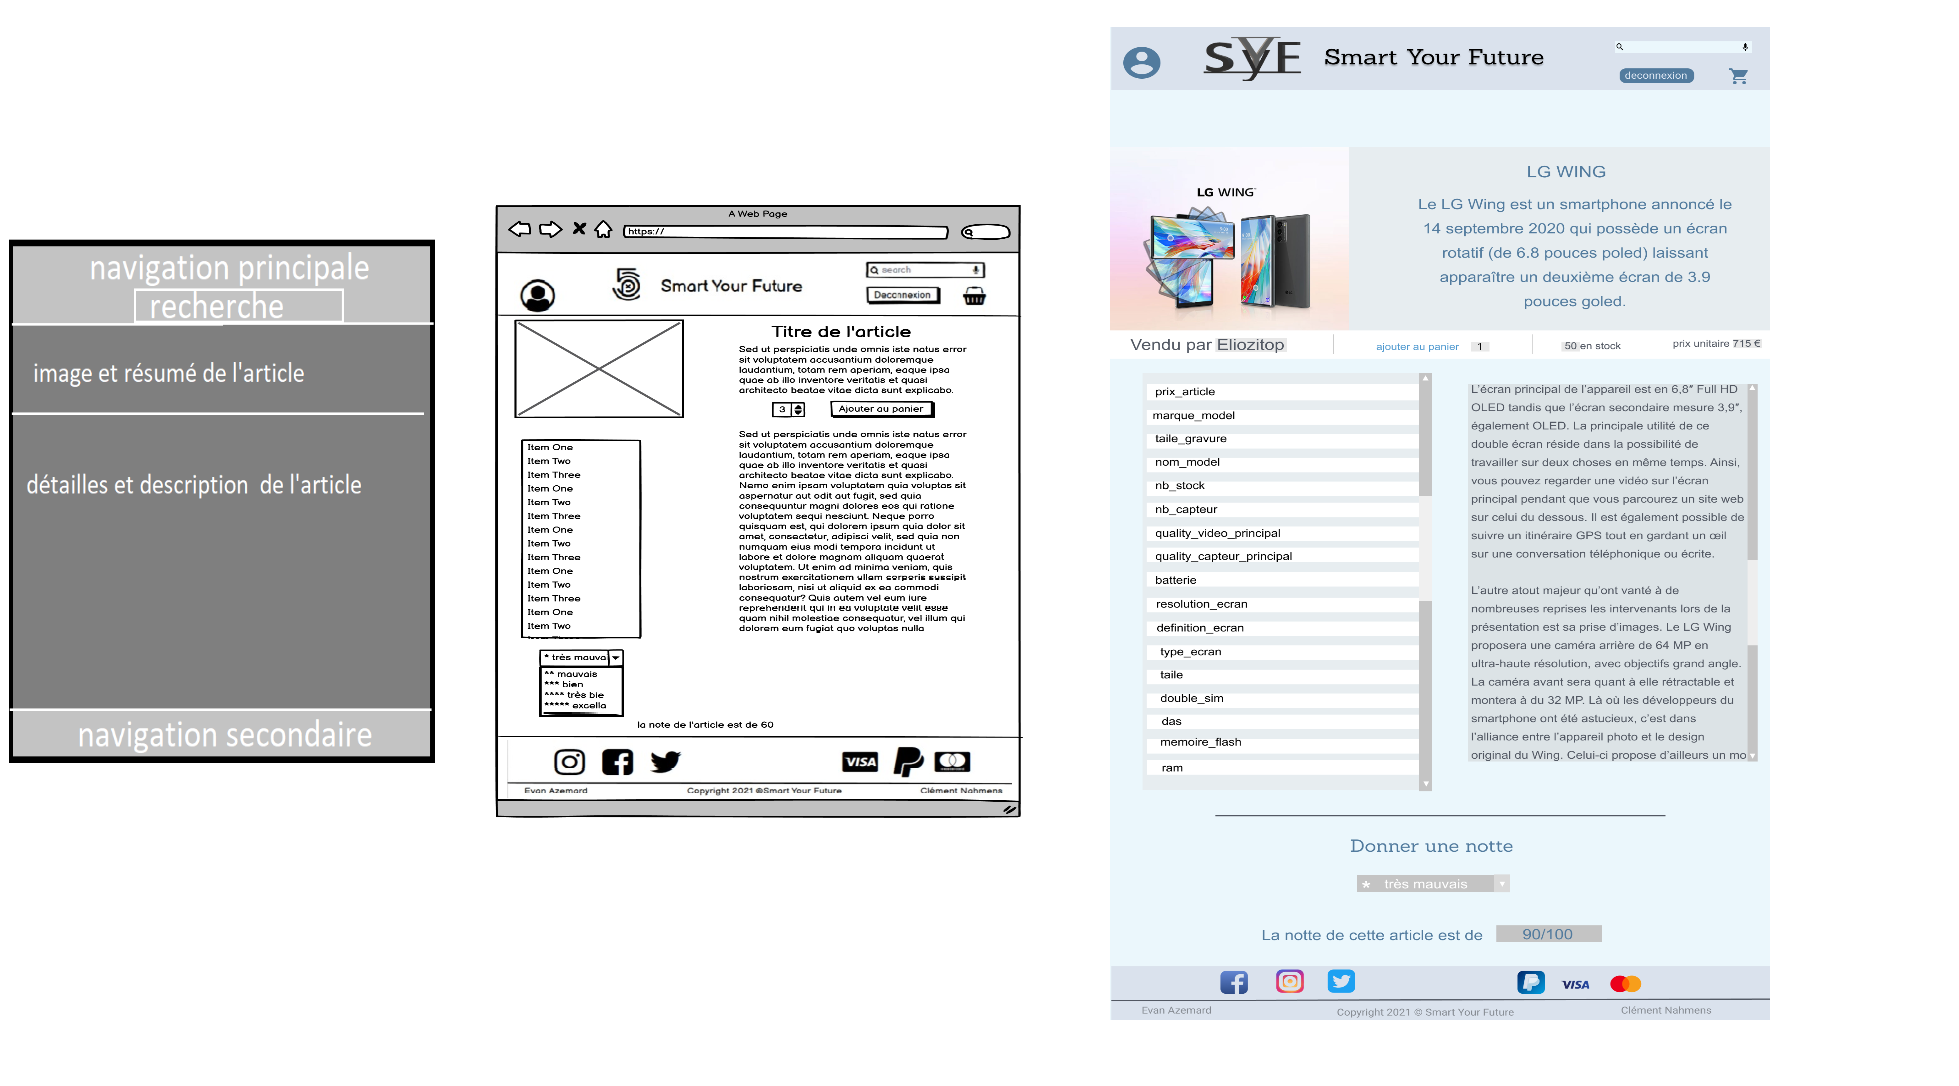 navigation principale
recherche
image et résumé de l'article
détailles et description de l'article
navigation secondaire
A Web Page
https://
search
Smart Your Future
Deccnnexion
Titre de l'article
Sed ut perspiciatis unde omnis iste natus error
sit voluptatem accusantium doloremque
laudantium, totam rem aperiam, eaque ipsa
quae ab illo inventore veritatis et quasi
architecto beatae vitae dicta sunt explicabo.
3
Ajouter au panier
Sed ut perspiciatis unde omnis iste natus error
sit voluptatem accusantium doloremque
laudantium, totam rem aperiam, eaque ipsa
quae ab illo inventore veritatis et quasi
architecto beatae vitae dicta sunt explicabo.
Nemo enim ipsam voluptatem quia voluptas sit
aspernatur aut odit aut fugit, sed quia
consequuntur magni dolores eos qui ratione
voluptatem sequi nesciunt. Neque porro
quisquam est, qui dolorem ipsum quia dolor sit
amet, consectetur, adipisci velit, sed quia non
numquam eius modi tempora incidunt ut
labore et dolore magnam aliquam quaerat
voluptatem. Ut enim ad minima veniam, quis
nostrum exercitationem ullam corporis suscipit
laboriosam, nisi ut aliquid ex ea commodi
consequatur? Quis autem vel eum iure
reprehenderit qui in ea voluptate velit esse
quam nihil molestiae consequatur, vel illum qui
dolorem eum fugiat quo voluptas nulla
Item One
Item Two
Item Three
Item One
Item Two
Item Three
Item One
Item Two
Item Three
Item One
Item Two
Item Three
Item One
Item Two
* très mauva
** mauvais
*** bien
**** très bie
***** excelle
la note de l'article est de 60
VISA
Evan Azemard
Copyright 2021 ©Smart Your Future
Clément Nahmens
SYF
Smart Your Future
deconnexion
LG WING
LG WING
Le LG Wing est un smartphone annoncé le
14 septembre 2020 qui possède un écran
rotatif (de 6.8 pouces poled) laissant
apparaître un deuxième écran de 3.9
pouces goled.
Vendu par Eliozitop
ajouter au panier 1
50 en stock
prix unitaire 715 €
prix_article
marque_model
taile_gravure
nom_model
nb_stock
nb_capteur
quality_video_principal
quality_capteur_principal
batterie
resolution_ecran
definition_ecran
type_ecran
taile
double_sim
das
memoire_flash
ram
L'écran principal de l'appareil est en 6,8″ Full HD
OLED tandis que l'écran secondaire mesure 3,9″,
également OLED. La principale utilité de ce
double écran réside dans la possibilité de
travailler sur deux choses en même temps. Ainsi,
vous pouvez regarder une vidéo sur l'écran
principal pendant que vous parcourez un site web
sur celui du dessous. Il est également possible de
suivre un itinéraire GPS tout en gardant un œil
sur une conversation téléphonique ou écrite.
L'autre atout majeur qu'ont vanté à de
nombreuses reprises les intervenants lors de la
présentation est sa prise d'images. Le LG Wing
proposera une caméra arrière de 64 MP en
ultra-haute résolution, avec objectifs grand angle.
La caméra avant sera quant à elle rétractable et
montera à du 32 MP. Là où les développeurs du
smartphone ont été astucieux, c'est dans
l'alliance entre l'appareil photo et le design
original du Wing. Celui-ci propose d'ailleurs un mo
Donner une notte
* très mauvais
La notte de cette article est de 90/100
VISA
Evan Azemard
Copyright 2021 © Smart Your Future
Clément Nahmens